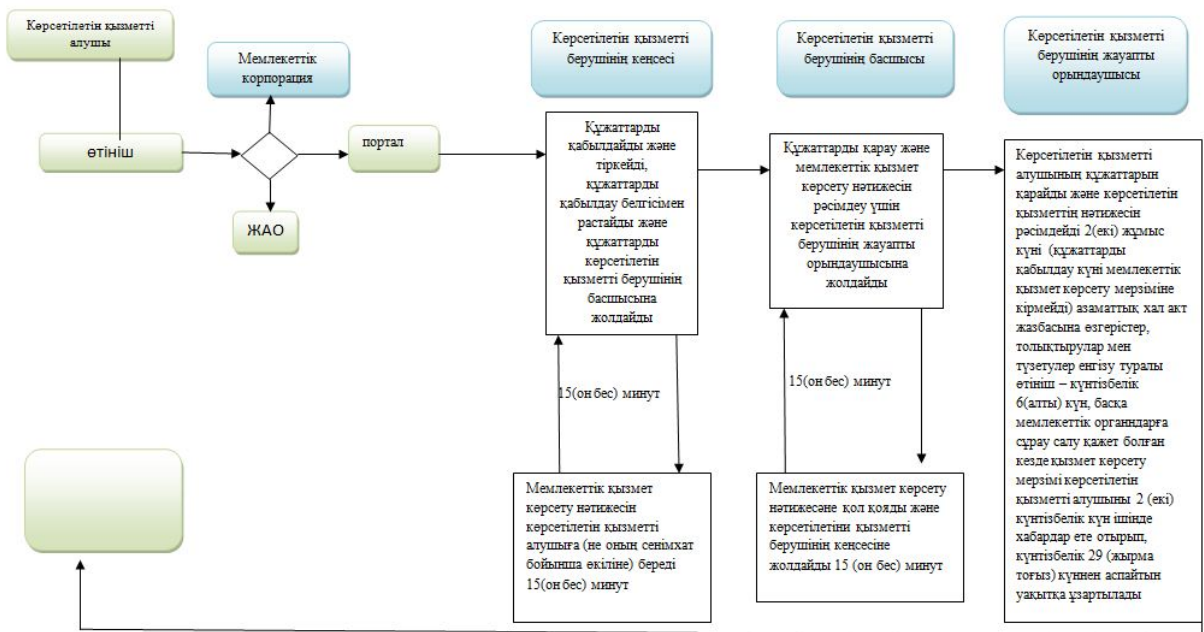 Көрсетілетін қызметті
алушы
Мемлекеттік
корпорация
Көрсетілетін қызметті
берушінің кеңсесі
Көрсетілетін қызметті
берушінің басшысы
Көрсетілетін қызметті
берушінің жауапты
орындаушысы
өтініш
портал
ЖАО
Құжаттарды
қабылдайды және
тіркейді,
құжаттарды
қабылдау белгісімен
растайды және
құжаттарды
көрсетілетін
қызметті берушінің
басшысына
жолдайды
Құжаттарды қарау және
мемлекеттік қызмет
көрсету нәтижесін
рәсімдеу үшін
көрсетілетін қызметті
берушінің жауапты
орындаушысына
жолдайды
Көрсетілетін қызметті
алушының құжаттарын
қарайды және көрсетілетін
қызметтің нәтижесін
рәсімдейді 2(екі) жұмыс
күні (құжаттарды
қабылдау күні мемлекеттік
қызмет көрсету мерзіміне
кірмейді) азаматтық хал акт
жазбасына өзгерістер,
толықтырулар мен
түзетулер енгізу туралы
өтініш – күнтізбелік
6(алты) күн, басқа
мемлекеттік органндарға
сұрау салу қажет болған
кезде қызмет көрсету
мерзімі көрсетілетін
қызметті алушыны 2 (екі)
күнтізбелік күн ішінде
хабардар ете отырып,
күнтізбелік 29 (жырма
тоғыз) күннен аспайтын
уақытқа ұзартылады
15(он бес) минут
15(он бес) минут
Мемлекеттік қызмет
көрсету нәтижесін
көрсетілетін қызметті
алушыға (не оның сенімхат
бойынша өкіліне) береді
15(он бес) минут
Мемлекеттік қызмет көрсету
нәтижесәне қол қояды және
көрсетілетіни қызметті
берушінің кеңсесіне
жолдайды 15 (он бес) минут